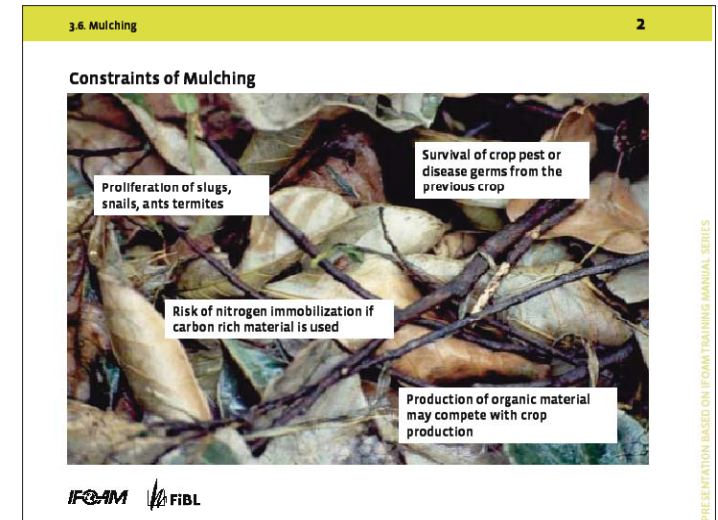 3.6. Mulching
2
Constraints of Mulching
Survival of crop pest or
disease germs from the
previous crop
Proliferation of slugs,
snails, ants termites
Risk of nitrogen immobilization if
carbon rich material is used
Production of organic material
may compete with crop
production
IFOAM
FiBL
PRESENTATION BASED ON IFOAM TRAINING MANUAL SERIES